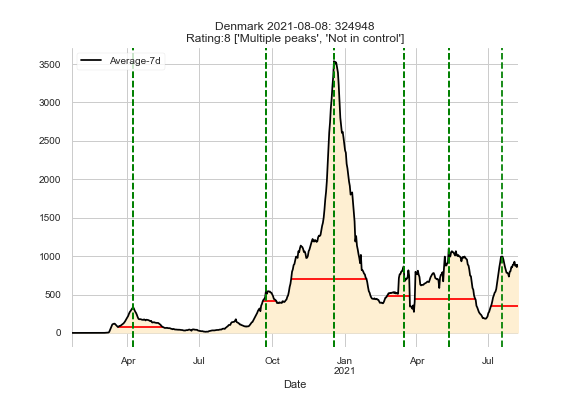 Denmark 2021-08-08: 324948
Rating:8 ['Multiple peaks', 'Not in control']
Average-7d
3500
3000
2500
2000
1500
1000
500
0
Apr
Jul
Oct
Jan
2021
Apr
Jul
Date